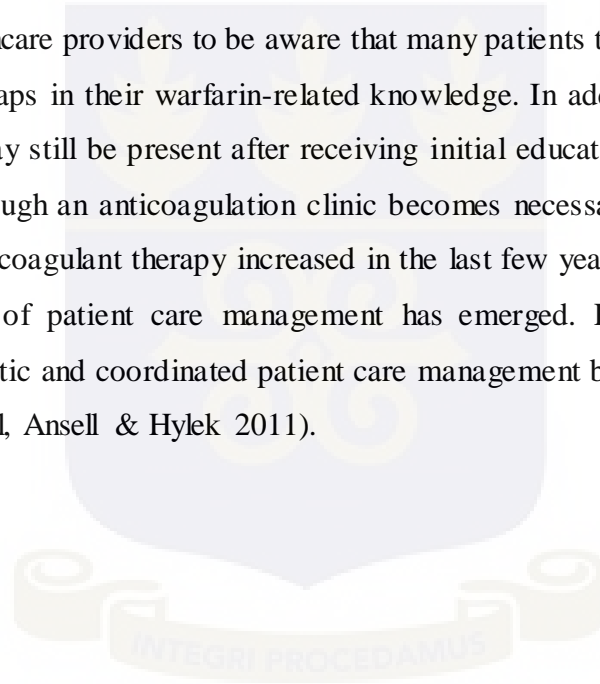 care providers to be aware that many patients t
aps in their warfarin-related knowledge. In ad
y still be present after receiving initial educat
ugh an anticoagulation clinic becomes necessa
coagulant therapy increased in the last few yea
of patient care management has emerged. I
tic and coordinated patient care management b
l, Ansell & Hylek 2011).
INTEGRI PROCEDAMUS